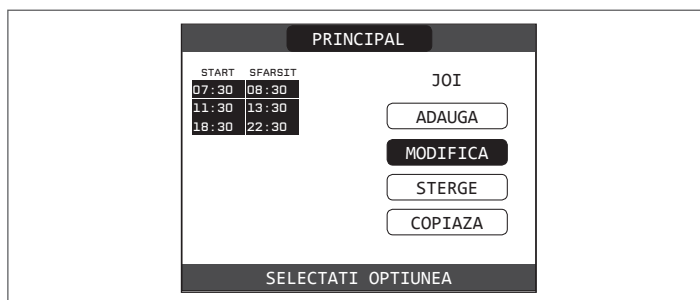 PRINCIPAL
START SFARSIT
07:30 08:30
11:30 13:30
18:30 22:30
JOI
ADAUGA
MODIFICA
STERGE
COPIAZA
SELECTATI OPTIUNEA